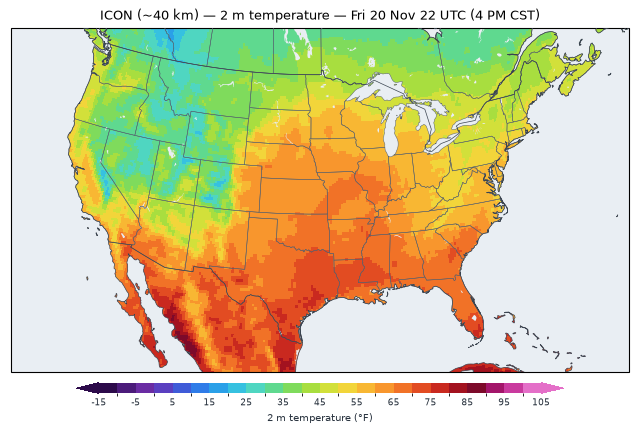 ICON (~40 km) — 2 m temperature — Fri 20 Nov 22 UTC (4 PM CST)
-15 -5 5 15 25 35 45 55 65 75 85 95 105
2 m temperature (°F)